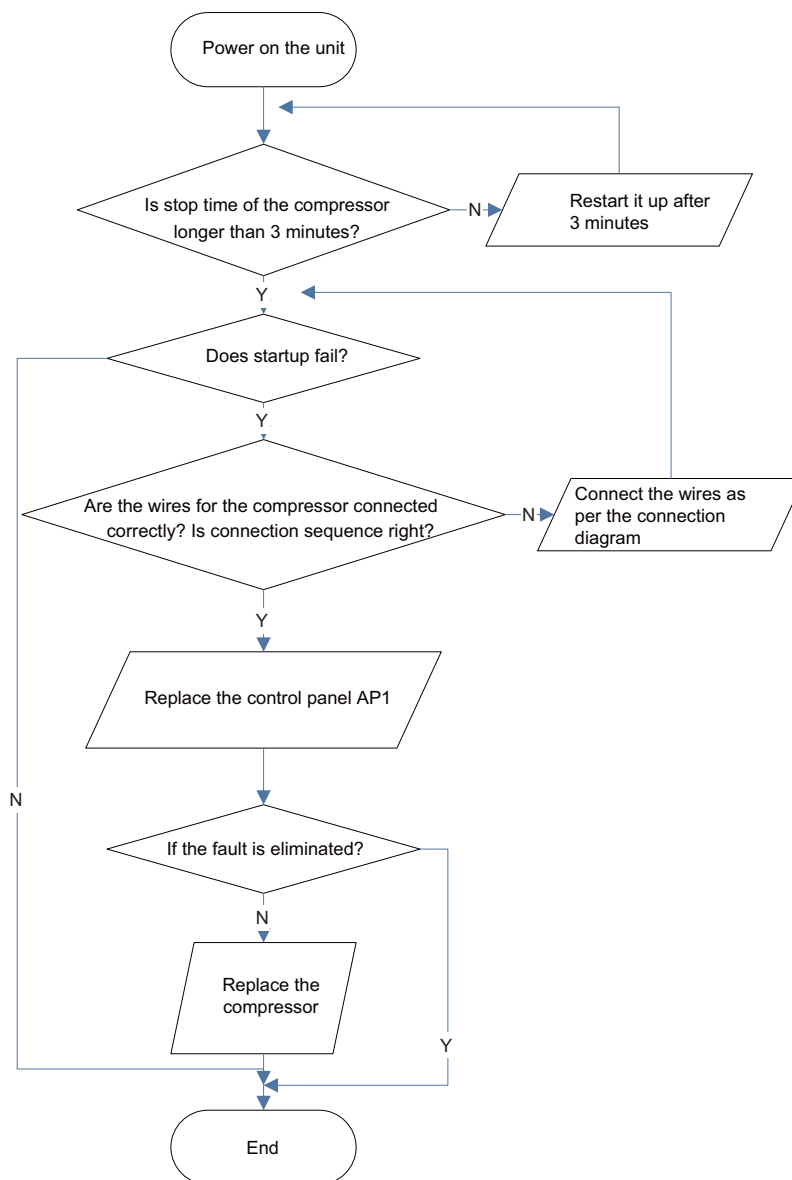 Power on the unit
Is stop time of the compressor
longer than 3 minutes?
N
Restart it up after
3 minutes
Y
Does startup fail?
Y
Are the wires for the compressor connected
correctly? Is connection sequence right?
N
Connect the wires as
per the connection
diagram
Y
Replace the control panel AP1
N
If the fault is eliminated?
N
Replace the
compressor
Y
End